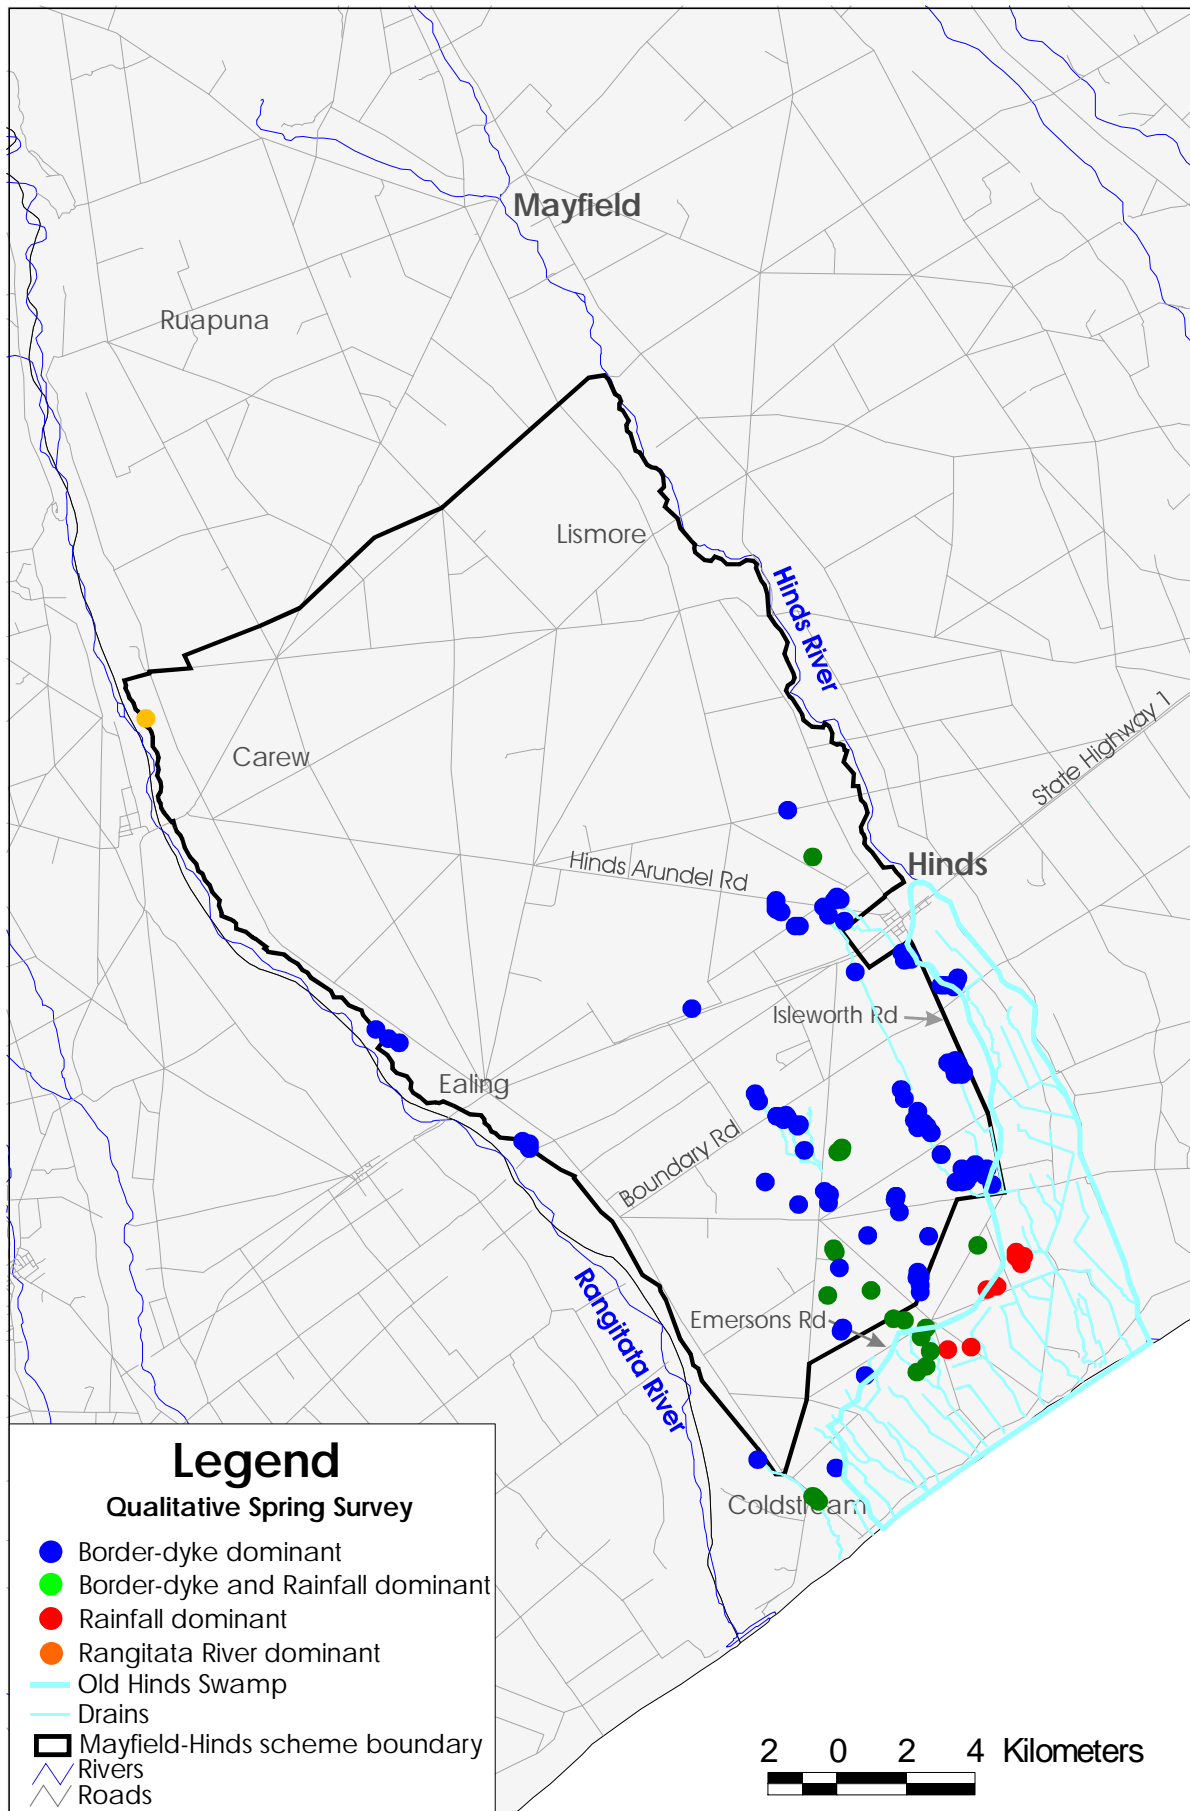 Mayfield
Ruapuna
Lismore
Hinds River
State Highway 1
Carew
Hinds Arundel Rd
Hinds
Isleworth Rd
Ealing
Boundary Rd
Rangitata River
Emersons Rd
Coldstream
Legend
Qualitative Spring Survey
Border-dyke dominant
Border-dyke and Rainfall dominant
Rainfall dominant
Rangitata River dominant
Old Hinds Swamp
Drains
Mayfield-Hinds scheme boundary
Rivers
Roads
2 0 2 4 Kilometers